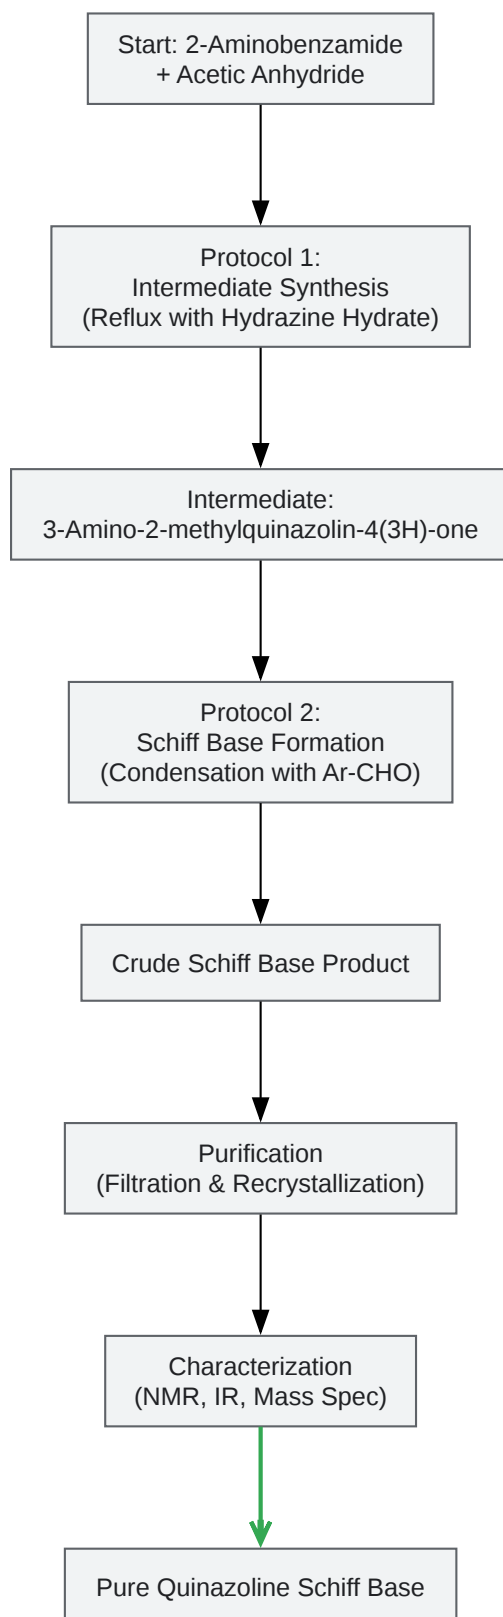 Start: 2-Aminobenzamide
+ Acetic Anhydride
Protocol 1:
Intermediate Synthesis
(Reflux with Hydrazine Hydrate)
Intermediate:
3-Amino-2-methylquinazolin-4(3H)-one
Protocol 2:
Schiff Base Formation
(Condensation with Ar-CHO)
Crude Schiff Base Product
Purification
(Filtration & Recrystallization)
Characterization
(NMR, IR, Mass Spec)
Pure Quinazoline Schiff Base